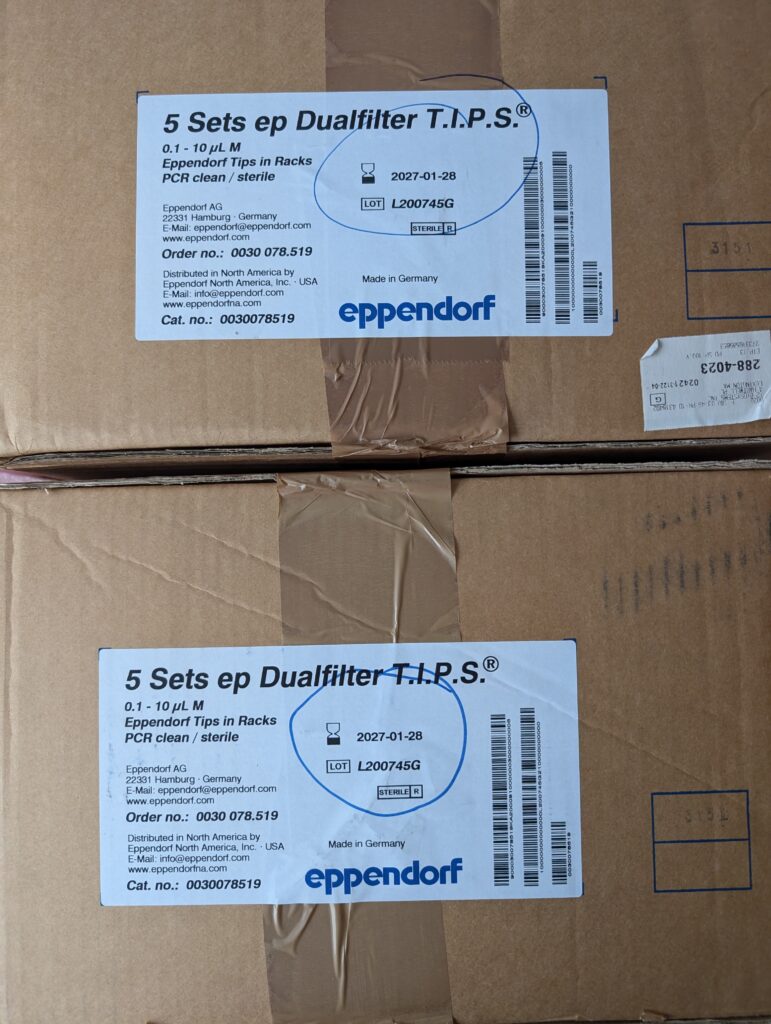 5 Sets ep Dualfilter T.I.P.S.®
0.1 - 10 µL M
Eppendorf Tips in Racks
PCR clean / sterile
2027-01-28
LOT L200745G
STERILE R
Eppendorf AG
22331 Hamburg · Germany
E-Mail: eppendorf@eppendorf.com
www.eppendorf.com
Order no.: 0030 078.519
Distributed in North America by
Eppendorf North America, Inc. · USA
E-Mail: info@eppendorf.com
www.eppendorfna.com
Cat. no.: 0030078519
Made in Germany
eppendorf
0030078519
3151
288-4023
G
5 Sets ep Dualfilter T.I.P.S.®
0.1 - 10 µL M
Eppendorf Tips in Racks
PCR clean / sterile
2027-01-28
LOT L200745G
STERILE R
Eppendorf AG
22331 Hamburg · Germany
E-Mail: eppendorf@eppendorf.com
www.eppendorf.com
Order no.: 0030 078.519
Distributed in North America by
Eppendorf North America, Inc. · USA
E-Mail: info@eppendorf.com
www.eppendorfna.com
Cat. no.: 0030078519
Made in Germany
eppendorf
0030078519